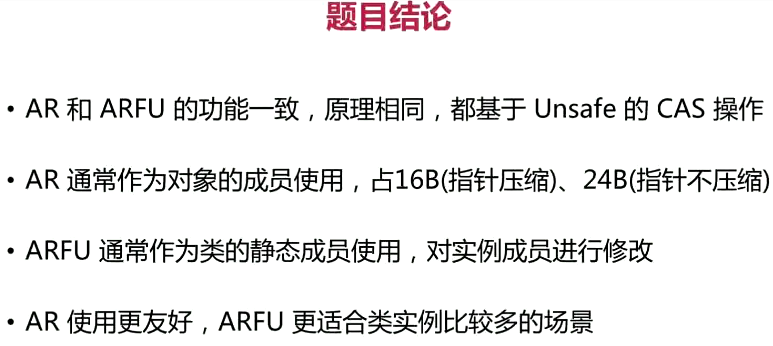 题目结论
• AR 和 ARFU 的功能一致，原理相同，都基于 Unsafe 的 CAS 操作
• AR 通常作为对象的成员使用，占16B(指针压缩)、24B(指针不压缩)
• ARFU 通常作为类的静态成员使用，对实例成员进行修改
• AR 使用更友好，ARFU 更适合类实例比较多的场景